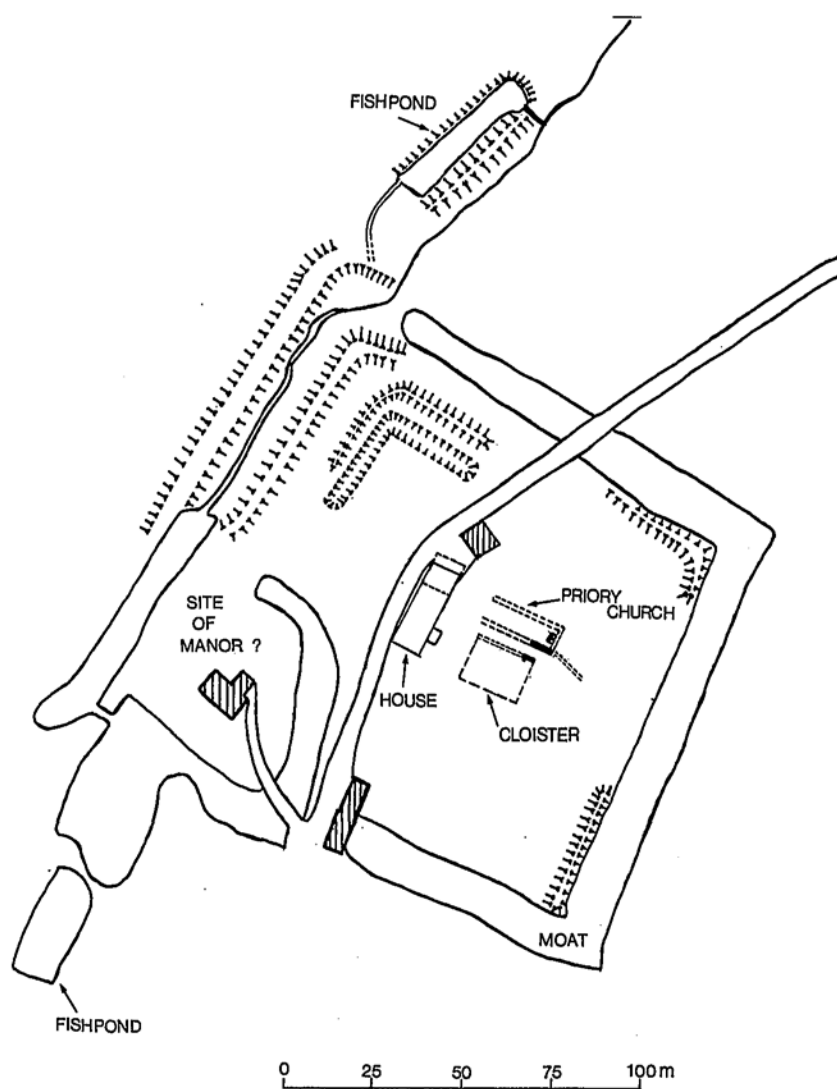 FISHPOND
SITE
OF
MANOR ?
PRIORY
CHURCH
HOUSE
CLOISTER
MOAT
FISHPOND
0 25 50 75 100 m